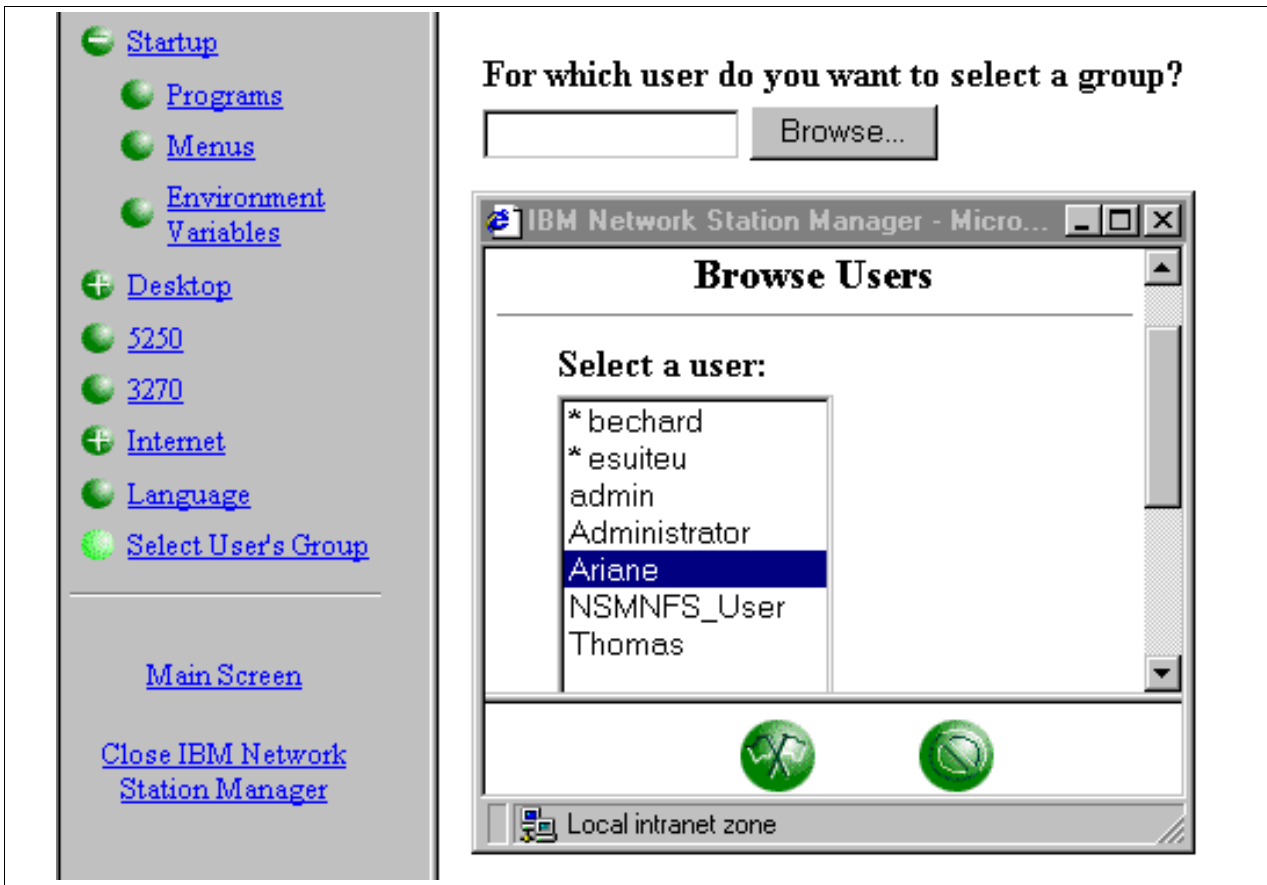 Startup
Programs
Menus
Environment
Variables
Desktop
5250
3270
Internet
Language
Select User's Group
Main Screen
Close IBM Network
Station Manager
For which user do you want to select a group?
Browse...
IBM Network Station Manager - Micro...
Browse Users
Select a user:
* bechard
* esuiteu
admin
Administrator
Ariane
NSMNFS_User
Thomas
Local intranet zone